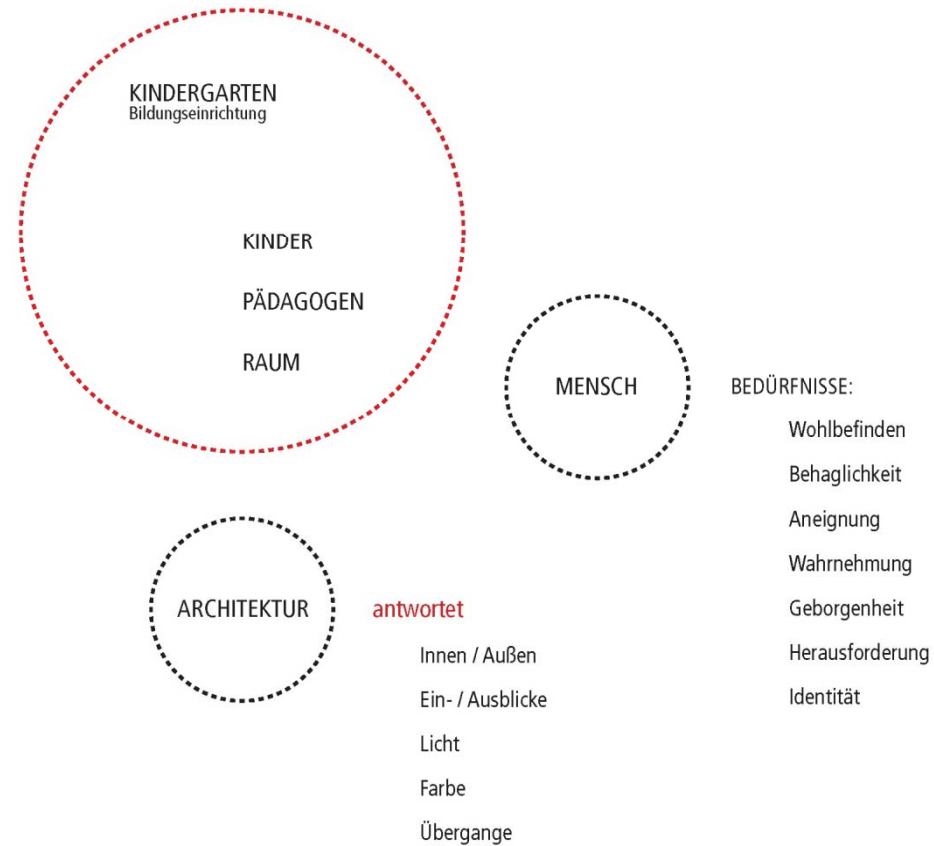 KINDERGARTEN
Bildungseinrichtung
KINDER
PÄDAGOGEN
RAUM
MENSCH
BEDÜRFNISSE:
Wohlbefinden
Behaglichkeit
Aneignung
Wahrnehmung
Geborgenheit
Herausforderung
Identität
ARCHITEKTUR
antwortet
Innen / Außen
Ein- / Ausblicke
Licht
Farbe
Übergange